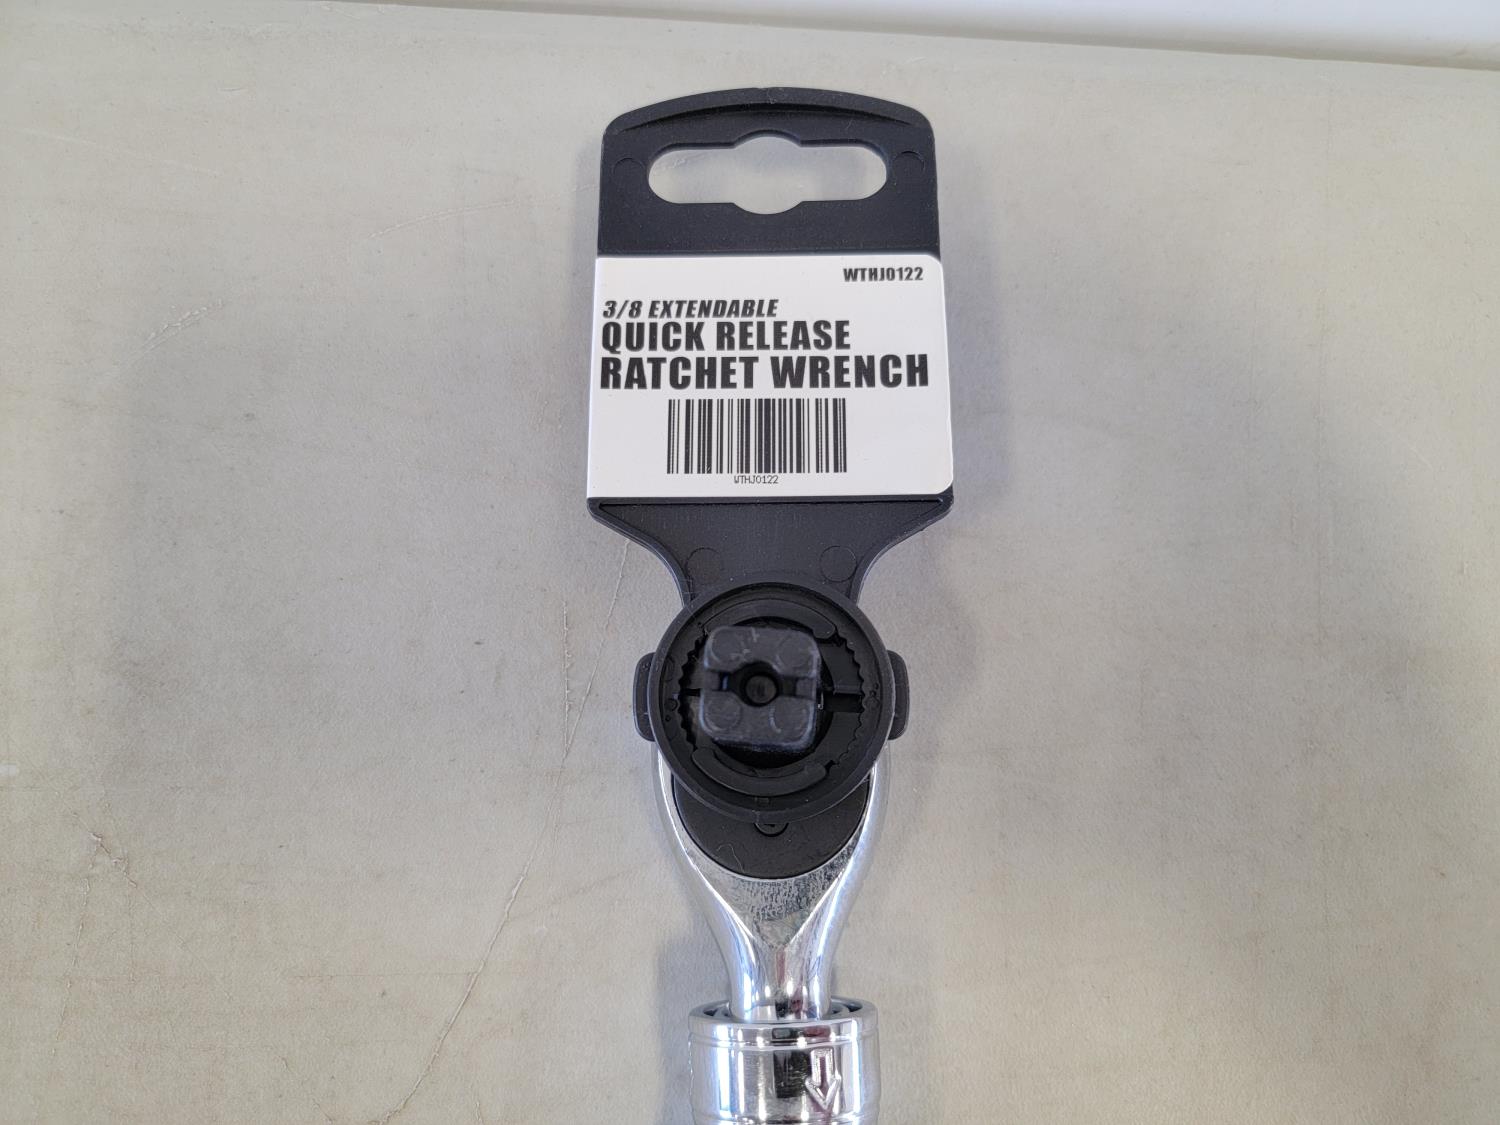 WTHJ0122
3/8 EXTENDABLE
QUICK RELEASE
RATCHET WRENCH
WTHJ0122